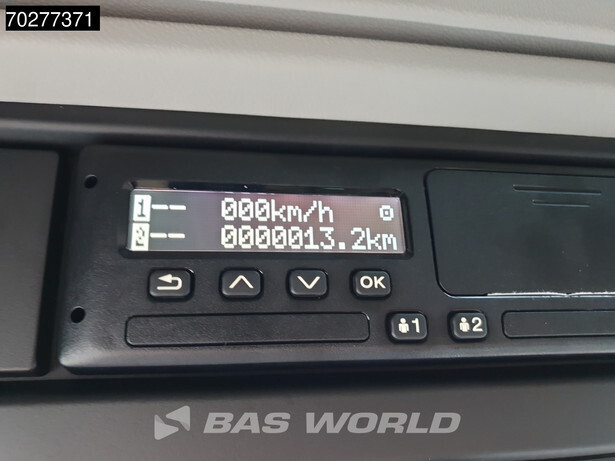 70277371
1-- 000km/h
2-- 0000013.2km
OK
1 2
BAS WORLD